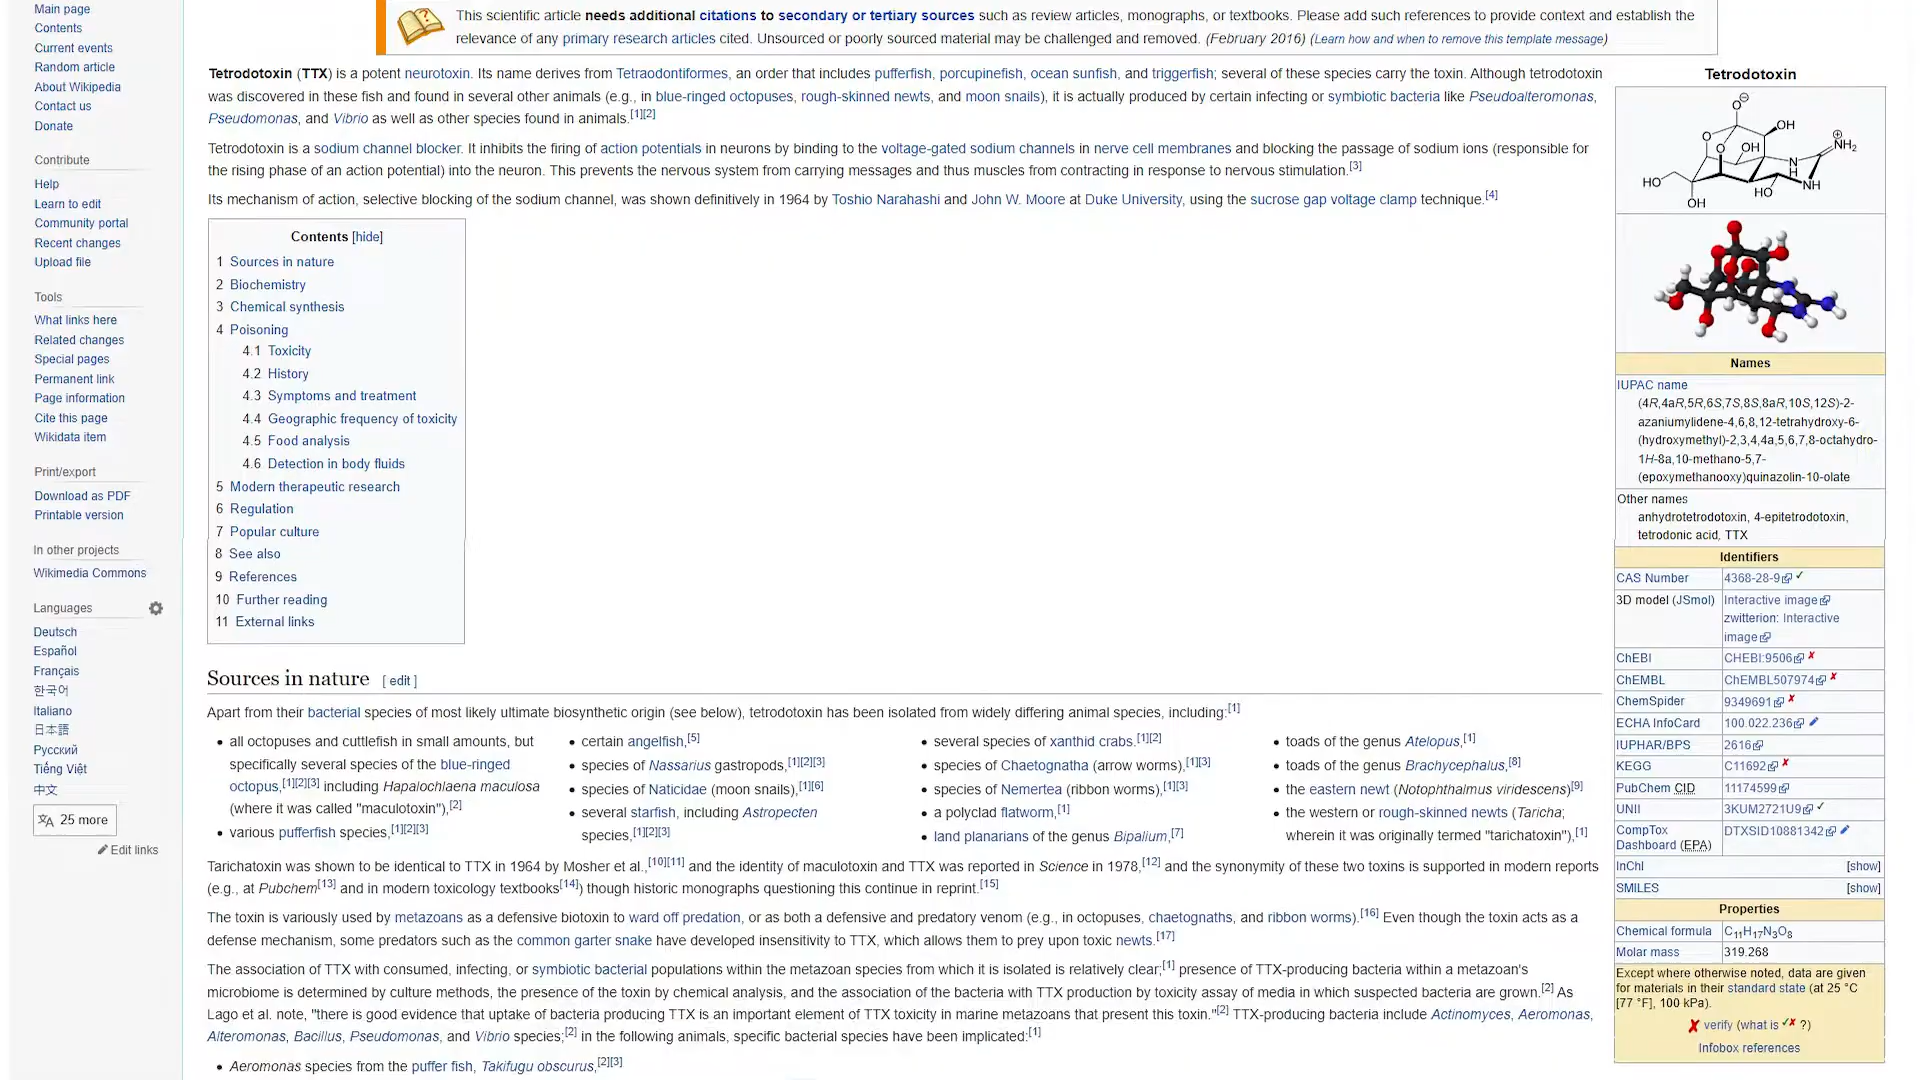 Main page
Contents
Current events
Random article
About Wikipedia
Contact us
Donate
Contribute
Help
Learn to edit
Community portal
Recent changes
Upload file
Tools
What links here
Related changes
Special pages
Permanent link
Page information
Cite this page
Wikidata item
Print/export
Download as PDF
Printable version
In other projects
Wikimedia Commons
Languages
Deutsch
Español
Français
한국어
Italiano
日本語
Русский
Tiếng Việt
中文
25 more
Edit links
This scientific article needs additional citations to secondary or tertiary sources such as review articles, monographs, or textbooks. Please add such references to provide context and establish the
relevance of any primary research articles cited. Unsourced or poorly sourced material may be challenged and removed. (February 2016) (Learn how and when to remove this template message)
Tetrodotoxin (TTX) is a potent neurotoxin. Its name derives from Tetraodontiformes, an order that includes pufferfish, porcupinefish, ocean sunfish, and triggerfish; several of these species carry the toxin. Although tetrodotoxin
was discovered in these fish and found in several other animals (e.g., in blue-ringed octopuses, rough-skinned newts, and moon snails), it is actually produced by certain infecting or symbiotic bacteria like Pseudoalteromonas,
Pseudomonas, and Vibrio as well as other species found in animals.[1][2]
Tetrodotoxin is a sodium channel blocker. It inhibits the firing of action potentials in neurons by binding to the voltage-gated sodium channels in nerve cell membranes and blocking the passage of sodium ions (responsible for
the rising phase of an action potential) into the neuron. This prevents the nervous system from carrying messages and thus muscles from contracting in response to nervous stimulation.[3]
Its mechanism of action, selective blocking of the sodium channel, was shown definitively in 1964 by Toshio Narahashi and John W. Moore at Duke University, using the sucrose gap voltage clamp technique.[4]
Contents [hide]
1 Sources in nature
2 Biochemistry
3 Chemical synthesis
4 Poisoning
4.1 Toxicity
4.2 History
4.3 Symptoms and treatment
4.4 Geographic frequency of toxicity
4.5 Food analysis
4.6 Detection in body fluids
5 Modern therapeutic research
6 Regulation
7 Popular culture
8 See also
9 References
10 Further reading
11 External links
Sources in nature [ edit ]
Apart from their bacterial species of most likely ultimate biosynthetic origin (see below), tetrodotoxin has been isolated from widely differing animal species, including:[1]
• all octopuses and cuttlefish in small amounts, but
specifically several species of the blue-ringed
octopus,[1][2][3] including Hapalochlaena maculosa
(where it was called "maculotoxin"),[2]
• various pufferfish species,[1][2][3]
• certain angelfish,[5]
• species of Nassarius gastropods,[1][2][3]
• species of Naticidae (moon snails),[1][6]
• several starfish, including Astropecten
species,[1][2][3]
• several species of xanthid crabs.[1][2]
• species of Chaetognatha (arrow worms),[1][3]
• species of Nemertea (ribbon worms),[1][3]
• a polyclad flatworm,[1]
• land planarians of the genus Bipalium,[7]
• toads of the genus Atelopus,[1]
• toads of the genus Brachycephalus,[8]
• the eastern newt (Notophthalmus viridescens)[9]
• the western or rough-skinned newts (Taricha;
wherein it was originally termed "tarichatoxin"),[1]
Tarichatoxin was shown to be identical to TTX in 1964 by Mosher et al.,[10][11] and the identity of maculotoxin and TTX was reported in Science in 1978,[12] and the synonymity of these two toxins is supported in modern reports
(e.g., at Pubchem[13] and in modern toxicology textbooks[14]) though historic monographs questioning this continue in reprint.[15]
The toxin is variously used by metazoans as a defensive biotoxin to ward off predation, or as both a defensive and predatory venom (e.g., in octopuses, chaetognaths, and ribbon worms).[16] Even though the toxin acts as a
defense mechanism, some predators such as the common garter snake have developed insensitivity to TTX, which allows them to prey upon toxic newts.[17]
The association of TTX with consumed, infecting, or symbiotic bacterial populations within the metazoan species from which it is isolated is relatively clear;[1] presence of TTX-producing bacteria within a metazoan's
microbiome is determined by culture methods, the presence of the toxin by chemical analysis, and the association of the bacteria with TTX production by toxicity assay of media in which suspected bacteria are grown.[2] As
Lago et al. note, "there is good evidence that uptake of bacteria producing TTX is an important element of TTX toxicity in marine metazoans that present this toxin."[2] TTX-producing bacteria include Actinomyces, Aeromonas,
Alteromonas, Bacillus, Pseudomonas, and Vibrio species;[2] in the following animals, specific bacterial species have been implicated:[1]
• Aeromonas species from the puffer fish, Takifugu obscurus,[2][3]
Tetrodotoxin
O
OH
O
O
OH
NH2
N
H
HO
NH
HO
OH
Names
IUPAC name
(4R,4aR,5R,6S,7S,8S,8aR,10S,12S)-2-
azaniumylidene-4,6,8,12-tetrahydroxy-6-
(hydroxymethyl)-2,3,4,4a,5,6,7,8-octahydro-
1H-8a,10-methano-5,7-
(epoxymethanooxy)quinazolin-10-olate
Other names
anhydrotetrodotoxin, 4-epitetrodotoxin,
tetrodonic acid, TTX
Identifiers
CAS Number 4368-28-9 ✓
3D model (JSmol) Interactive image
zwitterion: Interactive
image
ChEBI CHEBI:9506 ✗
ChEMBL ChEMBL507974 ✗
ChemSpider 9349691 ✗
ECHA InfoCard 100.022.236
IUPHAR/BPS 2616
KEGG C11692 ✗
PubChem CID 11174599
UNII 3KUM2721U9 ✓
CompTox
Dashboard (EPA) DTXSID10881342
InChI [show]
SMILES [show]
Properties
Chemical formula C11H17N3O8
Molar mass 319.268
Except where otherwise noted, data are given
for materials in their standard state (at 25 °C
[77 °F], 100 kPa).
✗ verify (what is ✓✗ ?)
Infobox references